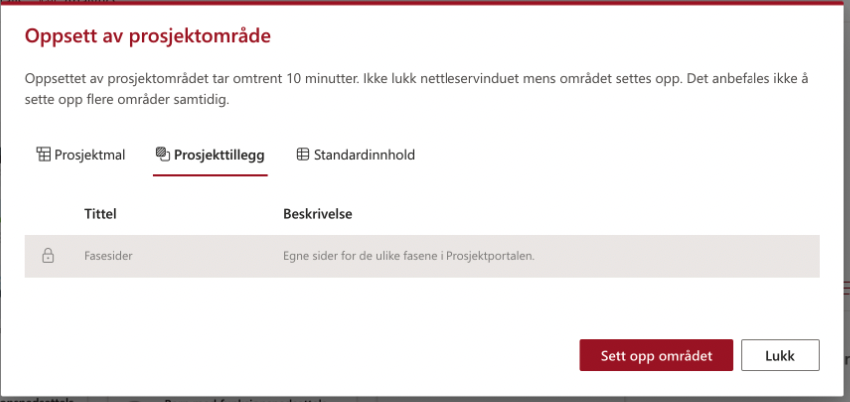 Oppsett av prosjektområde
Oppsettet av prosjektområdet tar omtrent 10 minutter. Ikke lukk nettleservinduet mens området settes opp. Det anbefales ikke å
sette opp flere områder samtidig.
Prosjektmal Prosjekttillegg Standardinnhold
Tittel Beskrivelse
Fasesider Egne sider for de ulike fasene i Prosjektportalen.
Sett opp området Lukk